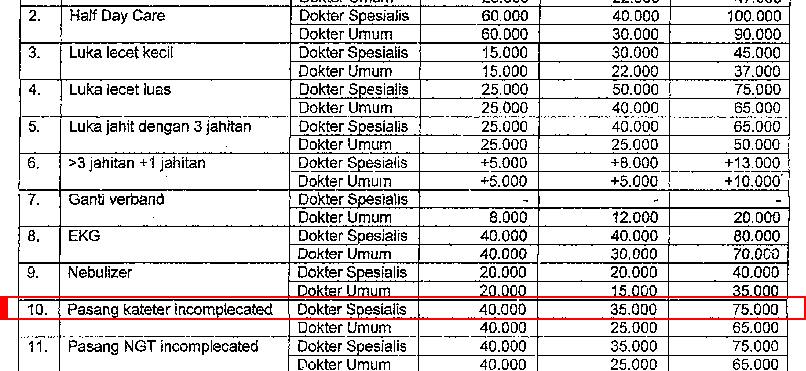 2. Half Day Care Dokter Spesialis 60.000 40.000 100.000
Dokter Umum 60.000 30.000 90.000
3. Luka lecet kecil Dokter Spesialis 15.000 30.000 45.000
Dokter Umum 15.000 22.000 37.000
4. Luka lecet luas Dokter Spesialis 25.000 50.000 75.000
Dokter Umum 25.000 40.000 65.000
5. Luka jahit dengan 3 jahitan Dokter Spesialis 25.000 40.000 65.000
Dokter Umum 25.000 25.000 50.000
6. >3 jahitan +1 jahitan Dokter Spesialis +5.000 +8.000 +13.000
Dokter Umum +5.000 +5.000 +10.000
7. Ganti verband Dokter Spesialis - - -
Dokter Umum 8.000 12.000 20.000
8. EKG Dokter Spesialis 40.000 40.000 80.000
Dokter Umum 40.000 30,000 70.000
9. Nebulizer Dokter Spesialis 20.000 20.000 40.000
Dokter Umum 20.000 15.000 35.000
10. Pasang kateter incomplecated Dokter Spesialis 40.000 35.000 75.000
Dokter Umum 40.000 25.000 65.000
11. Pasang NGT incomplecated Dokter Spesialis 40.000 35.000 75.000
Dokter Umum 40.000 25.000 65.000